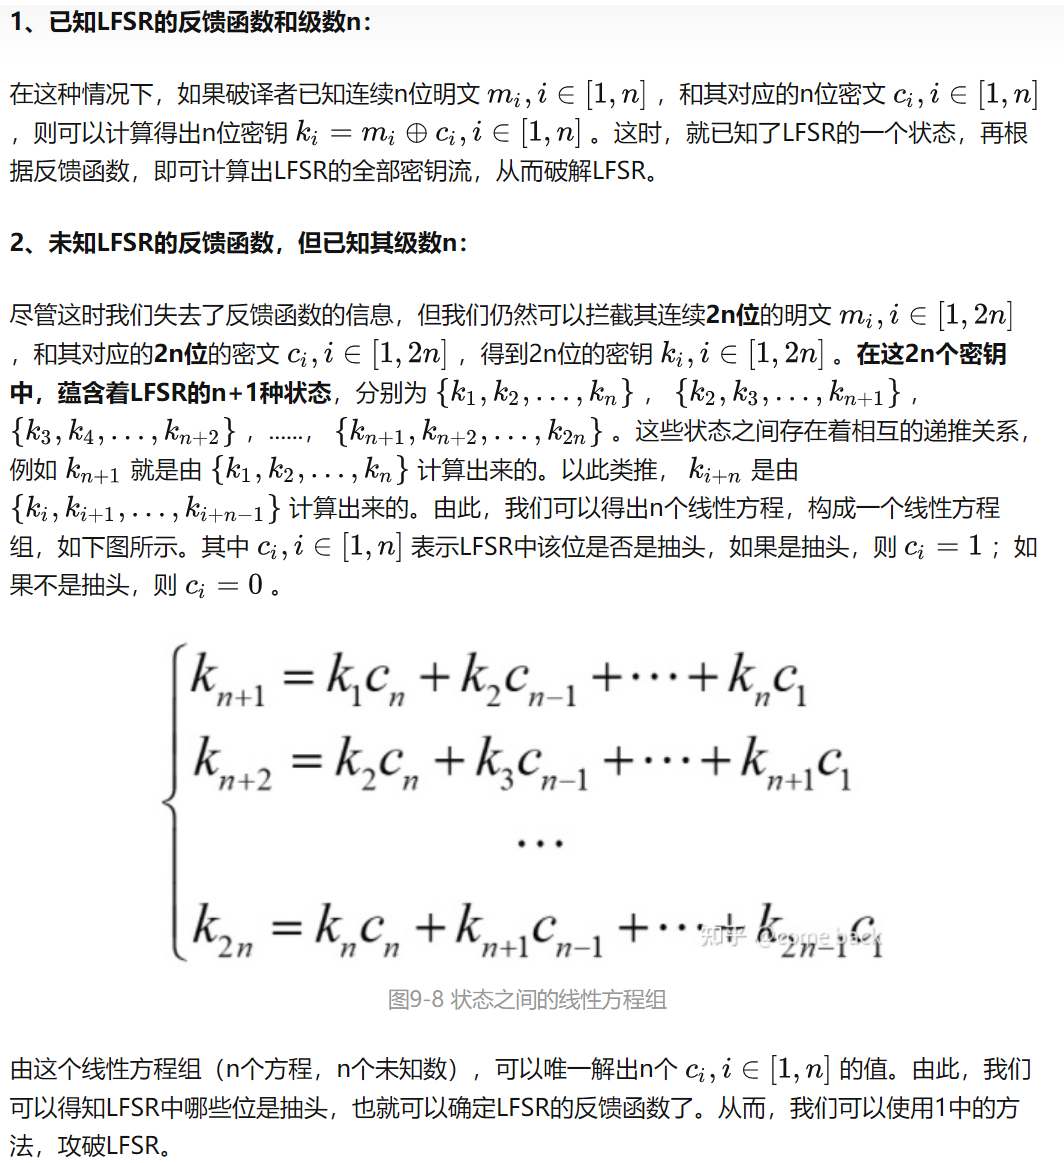 1、已知LFSR的反馈函数和级数n：
在这种情况下，如果破译者已知连续n位明文 m_i, i ∈ [1, n] ，和其对应的n位密文 c_i, i ∈ [1, n]
，则可以计算得出n位密钥 k_i = m_i ⊕ c_i, i ∈ [1, n] 。这时，就已知了LFSR的一个状态，再根
据反馈函数，即可计算出LFSR的全部密钥流，从而破解LFSR。
2、未知LFSR的反馈函数，但已知其级数n：
尽管这时我们失去了反馈函数的信息，但我们仍然可以拦截其连续2n位的明文 m_i, i ∈ [1, 2n]
，和其对应的2n位的密文 c_i, i ∈ [1, 2n] ，得到2n位的密钥 k_i, i ∈ [1, 2n] 。在这2n个密钥
中，蕴含着LFSR的n+1种状态，分别为 {k_1, k_2, ..., k_n} ， {k_2, k_3, ..., k_{n+1}} ，
{k_3, k_4, ..., k_{n+2}} ，……， {k_{n+1}, k_{n+2}, ..., k_{2n}} 。这些状态之间存在着相互的递推关系，
例如 k_{n+1} 就是由 {k_1, k_2, ..., k_n} 计算出来的。以此类推， k_{i+n} 是由
{k_i, k_{i+1}, ..., k_{i+n-1}} 计算出来的。由此，我们可以得出n个线性方程，构成一个线性方程
组，如下图所示。其中 c_i, i ∈ [1, n] 表示LFSR中该位是否是抽头，如果是抽头，则 c_i = 1 ；如
果不是抽头，则 c_i = 0 。
k_{n+1} = k_1c_n + k_2c_{n-1} + ··· + k_nc_1
k_{n+2} = k_2c_n + k_3c_{n-1} + ··· + k_{n+1}c_1
···
k_{2n} = k_nc_n + k_{n+1}c_{n-1} + ··· + k_{2n-1}c_1
知乎 @come back
图9-8 状态之间的线性方程组
由这个线性方程组（n个方程，n个未知数），可以唯一解出n个 c_i, i ∈ [1, n] 的值。由此，我们
可以得知LFSR中哪些位是抽头，也就可以确定LFSR的反馈函数了。从而，我们可以使用1中的方
法，攻破LFSR。